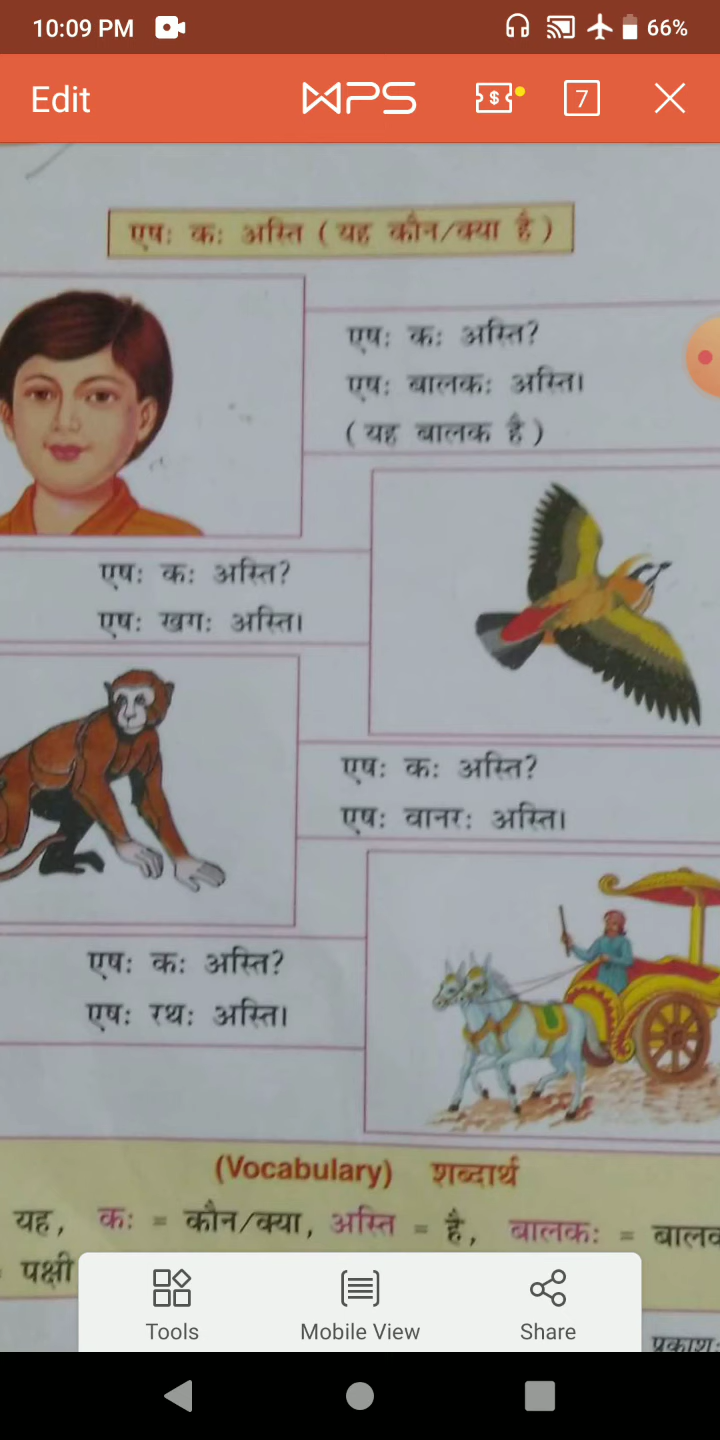 10:09 PM 66%
Edit WPS $ 7
एषः कः अस्ति ( यह कौन/क्या है )
एषः कः अस्ति?
एषः बालकः अस्ति।
( यह बालक है )
एषः कः अस्ति?
एषः खगः अस्ति।
एषः कः अस्ति?
एषः वानरः अस्ति।
एषः कः अस्ति?
एषः रथः अस्ति।
(Vocabulary) शब्दार्थ
यह, कः = कौन/क्या, अस्ति = है, बालकः =
पक्षी
Tools Mobile View Share